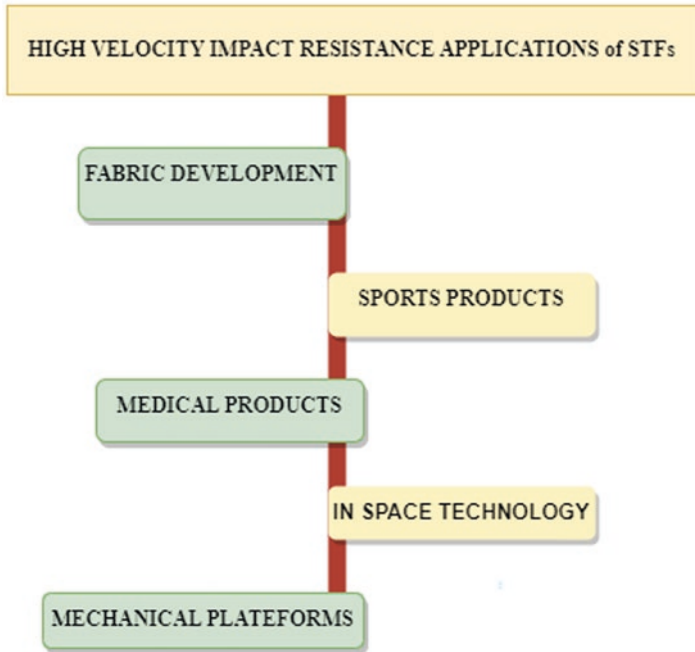 HIGH VELOCITY IMPACT RESISTANCE APPLICATIONS of STFs
FABRIC DEVELOPMENT
SPORTS PRODUCTS
MEDICAL PRODUCTS
IN SPACE TECHNOLOGY
MECHANICAL PLATEFORMS